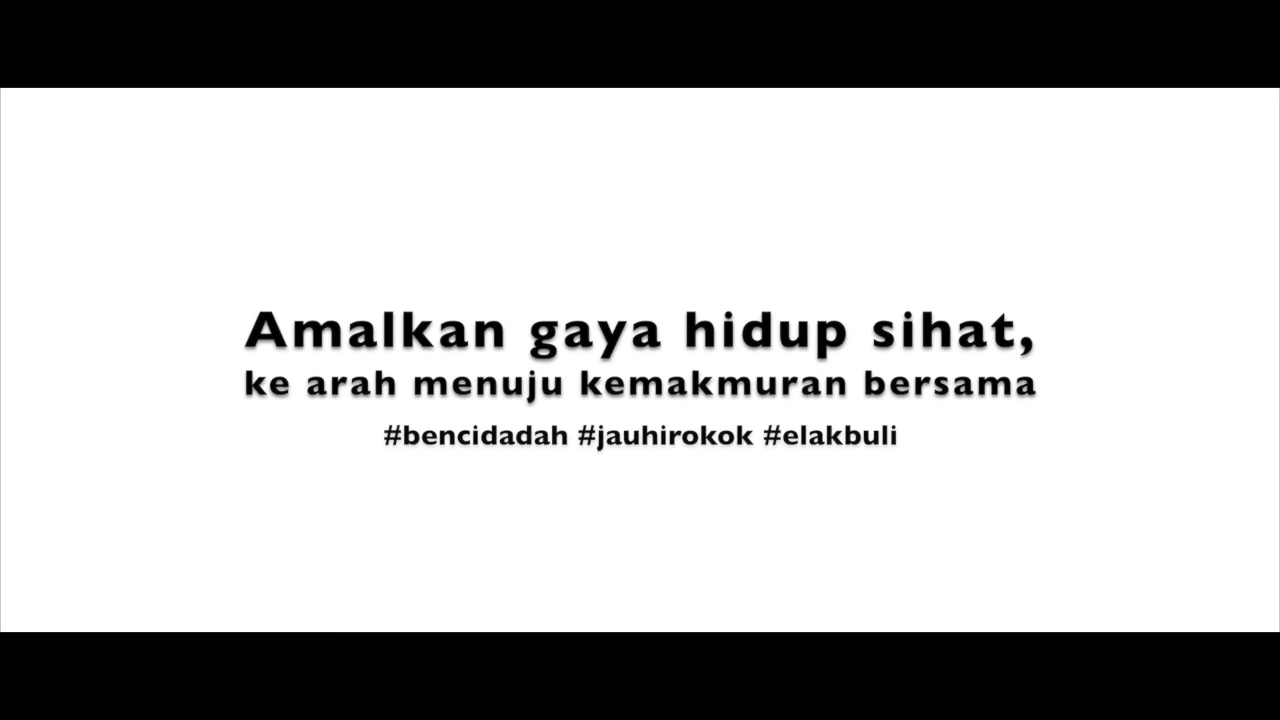 Amalkan gaya hidup sihat,
ke arah menuju kemakmuran bersama
#bencidadah #jauhirokok #elakbuli